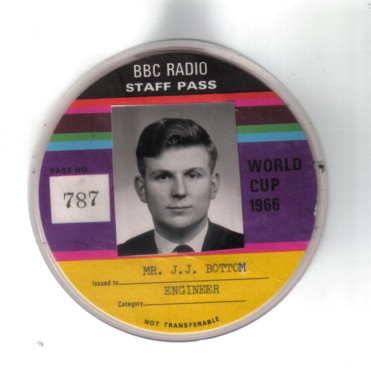 BBC RADIO
STAFF PASS
PASS NO.
787
WORLD
CUP
1966
MR. J.J. BOTTOM
Issued to
ENGINEER
Category
NOT TRANSFERABLE